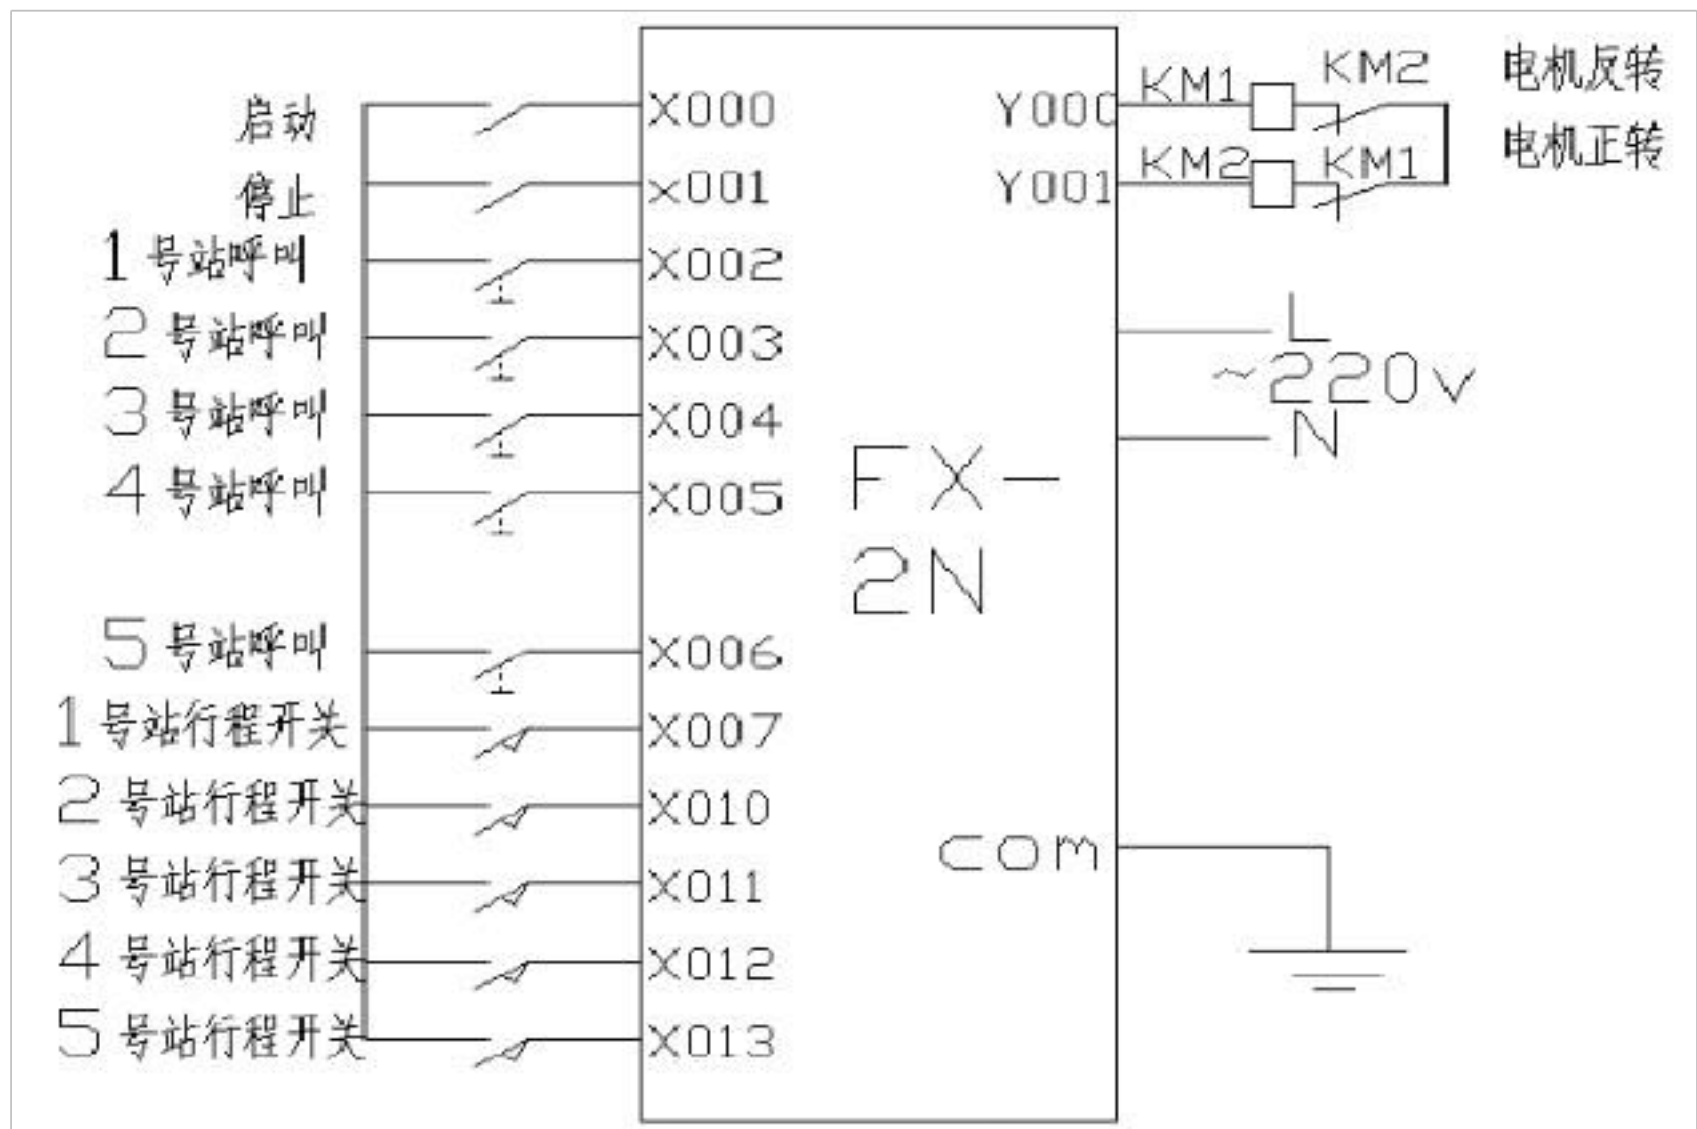 启动
停止
1 号站呼叫
2 号站呼叫
3 号站呼叫
4 号站呼叫
5 号站呼叫
1 号站行程开关
2 号站行程开关
3 号站行程开关
4 号站行程开关
5 号站行程开关
X000
X001
X002
X003
X004
X005
X006
X007
X010
X011
X012
X013
FX-
2N
Y000
Y001
com
KM1 KM2 电机反转
KM2 KM1 电机正转
L
~220v
N